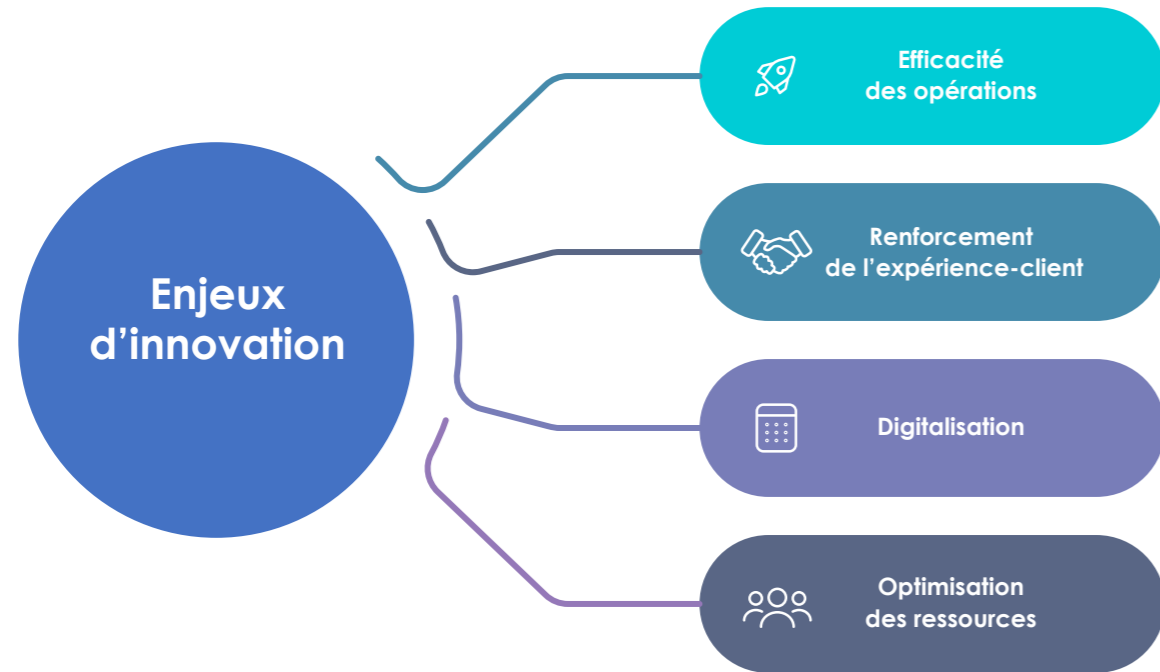 Enjeux
d’innovation
Efficacité
des opérations
Renforcement
de l’expérience-client
Digitalisation
Optimisation
des ressources